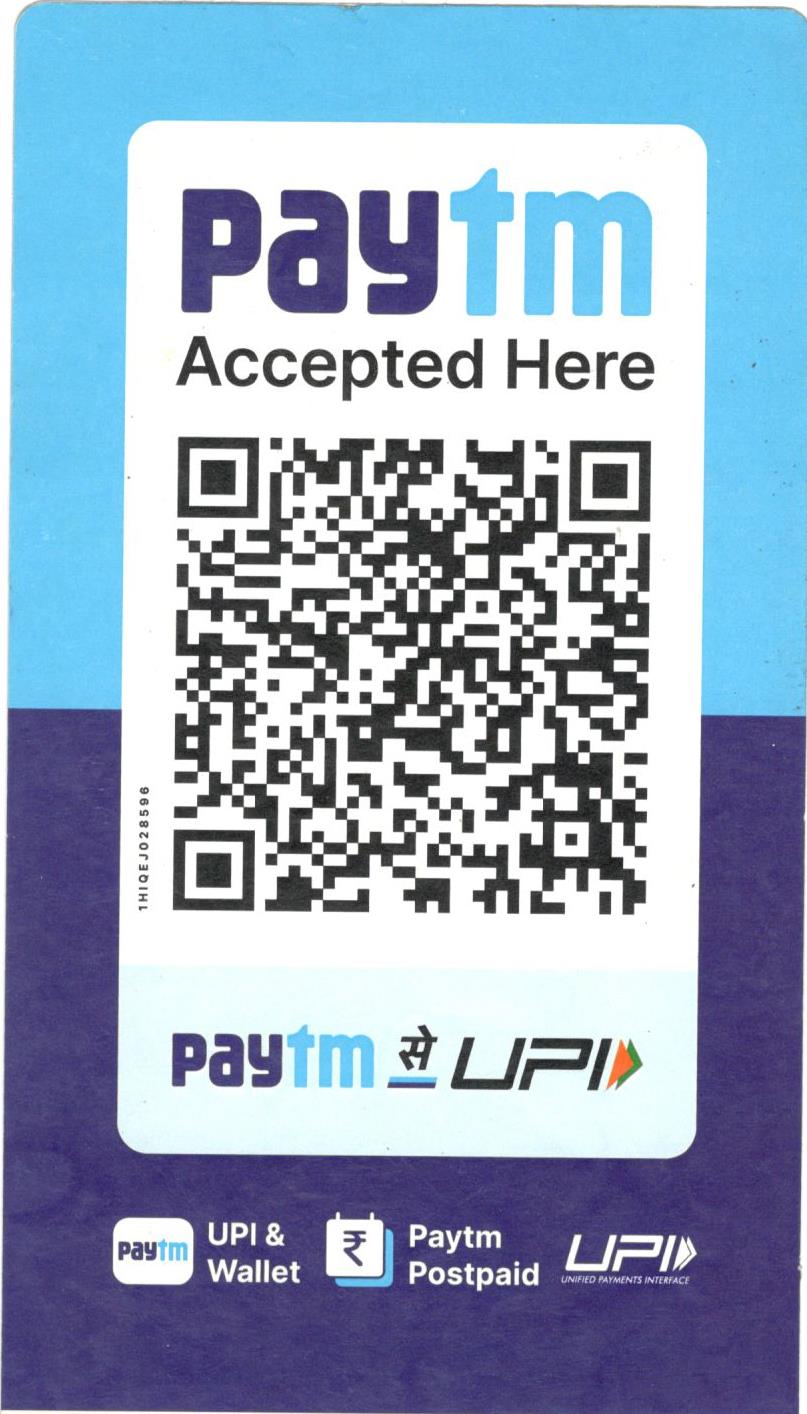 paytm
Accepted Here
1HIQEJ028596
paytm से UPI
paytm
UPI &
Wallet
₹
Paytm
Postpaid
UPI
UNIFIED PAYMENTS INTERFACE